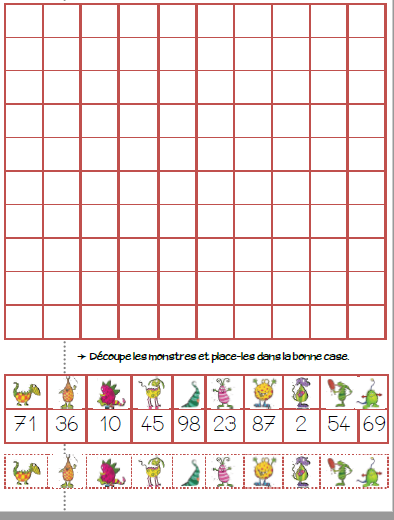 → Découpe les monstres et place-les dans la bonne case.
71 36 10 45 98 23 87 2 54 69